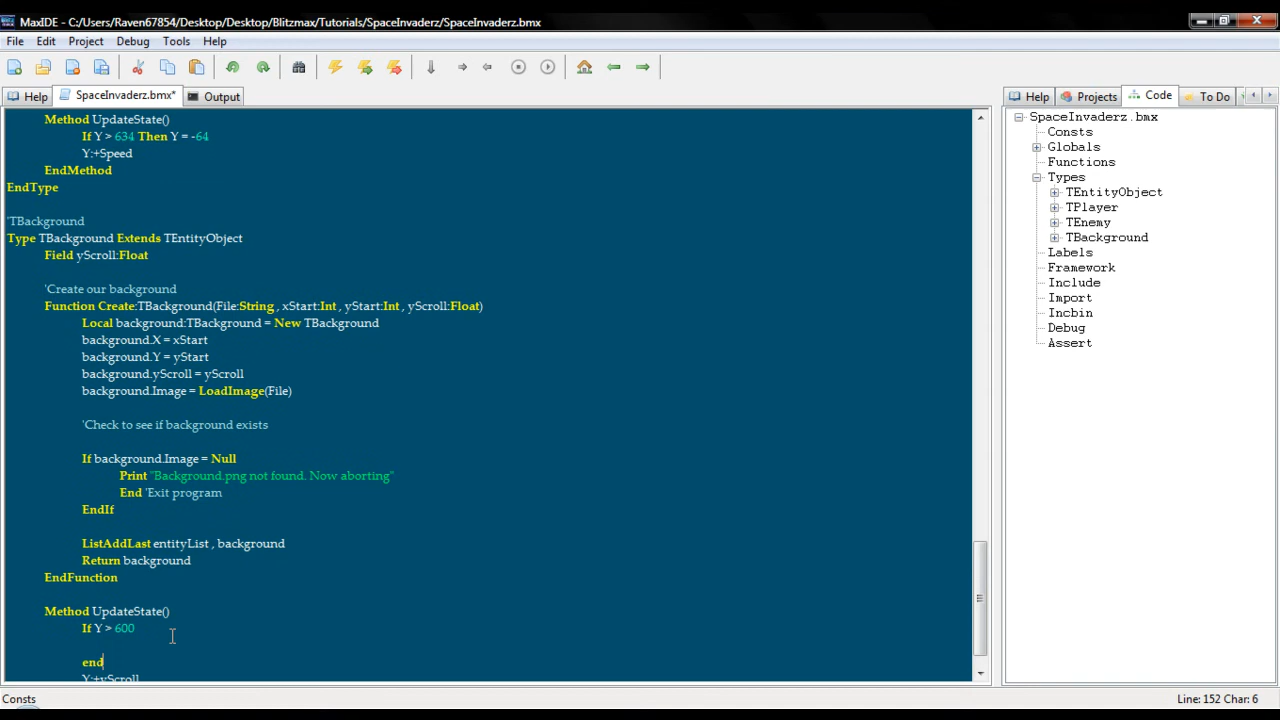 MaxIDE - C:/Users/Raven67854/Desktop/Desktop/Blitzmax/Tutorials/SpaceInvaderz/SpaceInvaderz.bmx
File Edit Project Debug Tools Help
Help SpaceInvaderz.bmx* Output
Help Projects Code To Do
Method UpdateState()
If Y > 634 Then Y = -64
Y:+Speed
EndMethod
EndType
'TBackground
Type TBackground Extends TEntityObject
Field yScroll:Float
'Create our background
Function Create:TBackground(File:String , xStart:Int , yStart:Int , yScroll:Float)
Local background:TBackground = New TBackground
background.X = xStart
background.Y = yStart
background.yScroll = yScroll
background.Image = LoadImage(File)
'Check to see if background exists
If background.Image = Null
Print "Background.png not found. Now aborting"
End 'Exit program
EndIf
ListAddLast entityList , background
Return background
EndFunction
Method UpdateState()
If Y > 600
end
Y:+yScroll
SpaceInvaderz.bmx
Consts
Globals
Functions
Types
TEntityObject
TPlayer
TEnemy
TBackground
Labels
Framework
Include
Import
Incbin
Debug
Assert
Consts
Line: 152 Char: 6